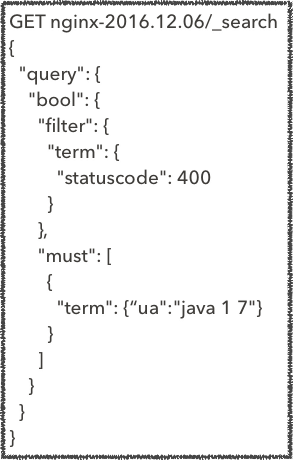 GET nginx-2016.12.06/_search
{
"query": {
"bool": {
"filter": {
"term": {
"statuscode": 400
}
},
"must": [
{
"term": {“ua":"java 1 7"}
}
]
}
}
}